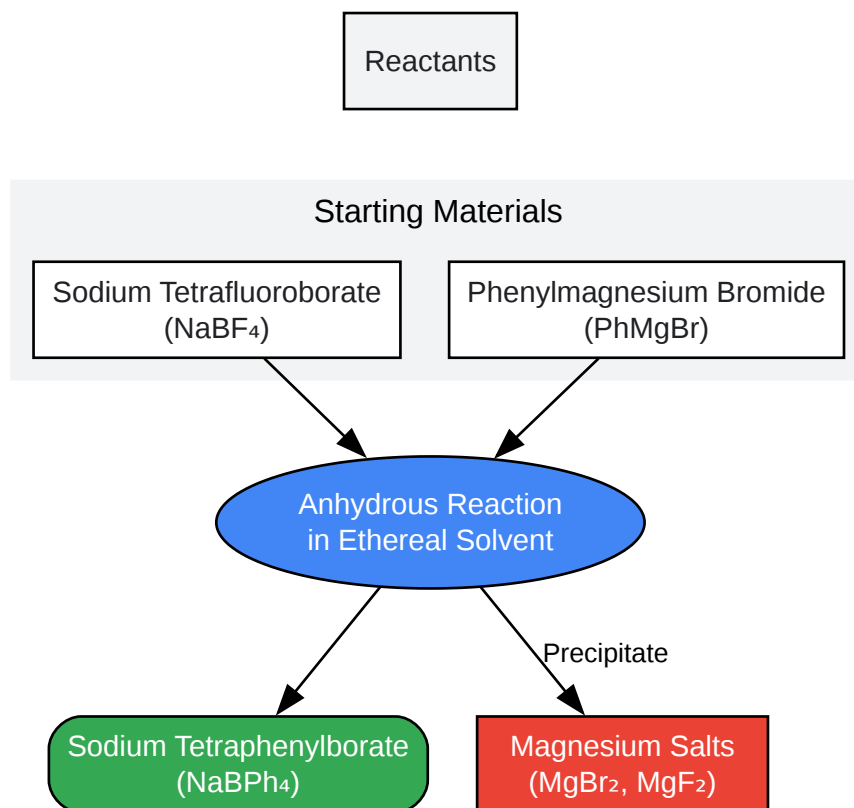 Reactants
Starting Materials
Sodium Tetrafluoroborate
(NaBF₄)
Phenylmagnesium Bromide
(PhMgBr)
Anhydrous Reaction
in Ethereal Solvent
Precipitate
Sodium Tetraphenylborate
(NaBPh₄)
Magnesium Salts
(MgBr₂, MgF₂)